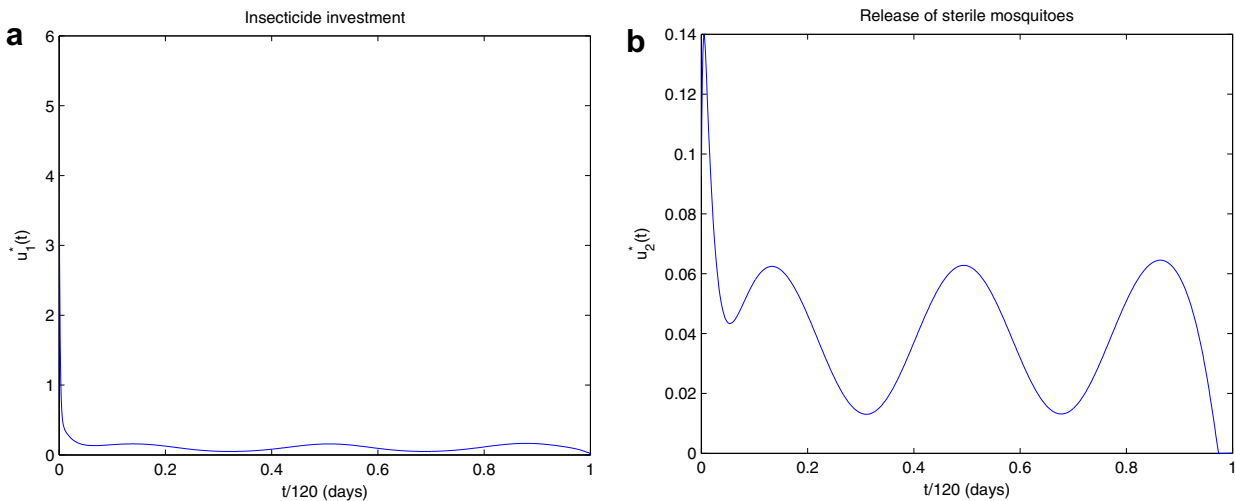 a
Insecticide investment
6
5
4
3
2
1
0
u₁*(t)
0 0.2 0.4 0.6 0.8 1
t/120 (days)
b
Release of sterile mosquitoes
0.14
0.12
0.1
0.08
0.06
0.04
0.02
0
u₂*(t)
0 0.2 0.4 0.6 0.8 1
t/120 (days)